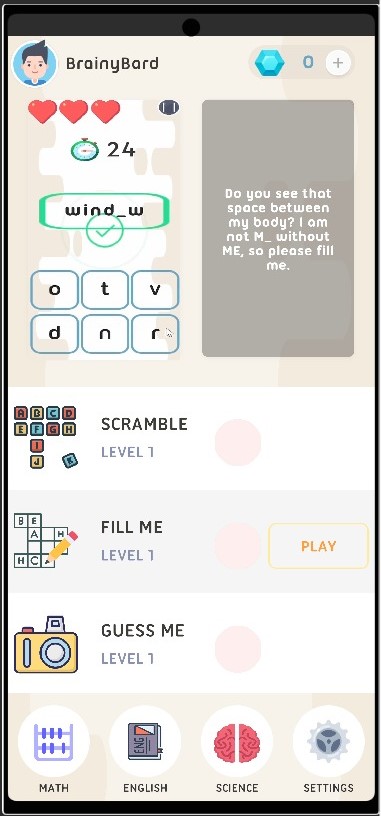 BrainyBard
0 +
24
wind_w
o t v
d n r
Do you see that
space between
my body? I am
not M_ without
ME, so please fill
me.
A B C D
E F G H
I
J K
SCRAMBLE
LEVEL 1
B E
A H
H C
FILL ME
LEVEL 1
PLAY
GUESS ME
LEVEL 1
ENG
MATH ENGLISH SCIENCE SETTINGS